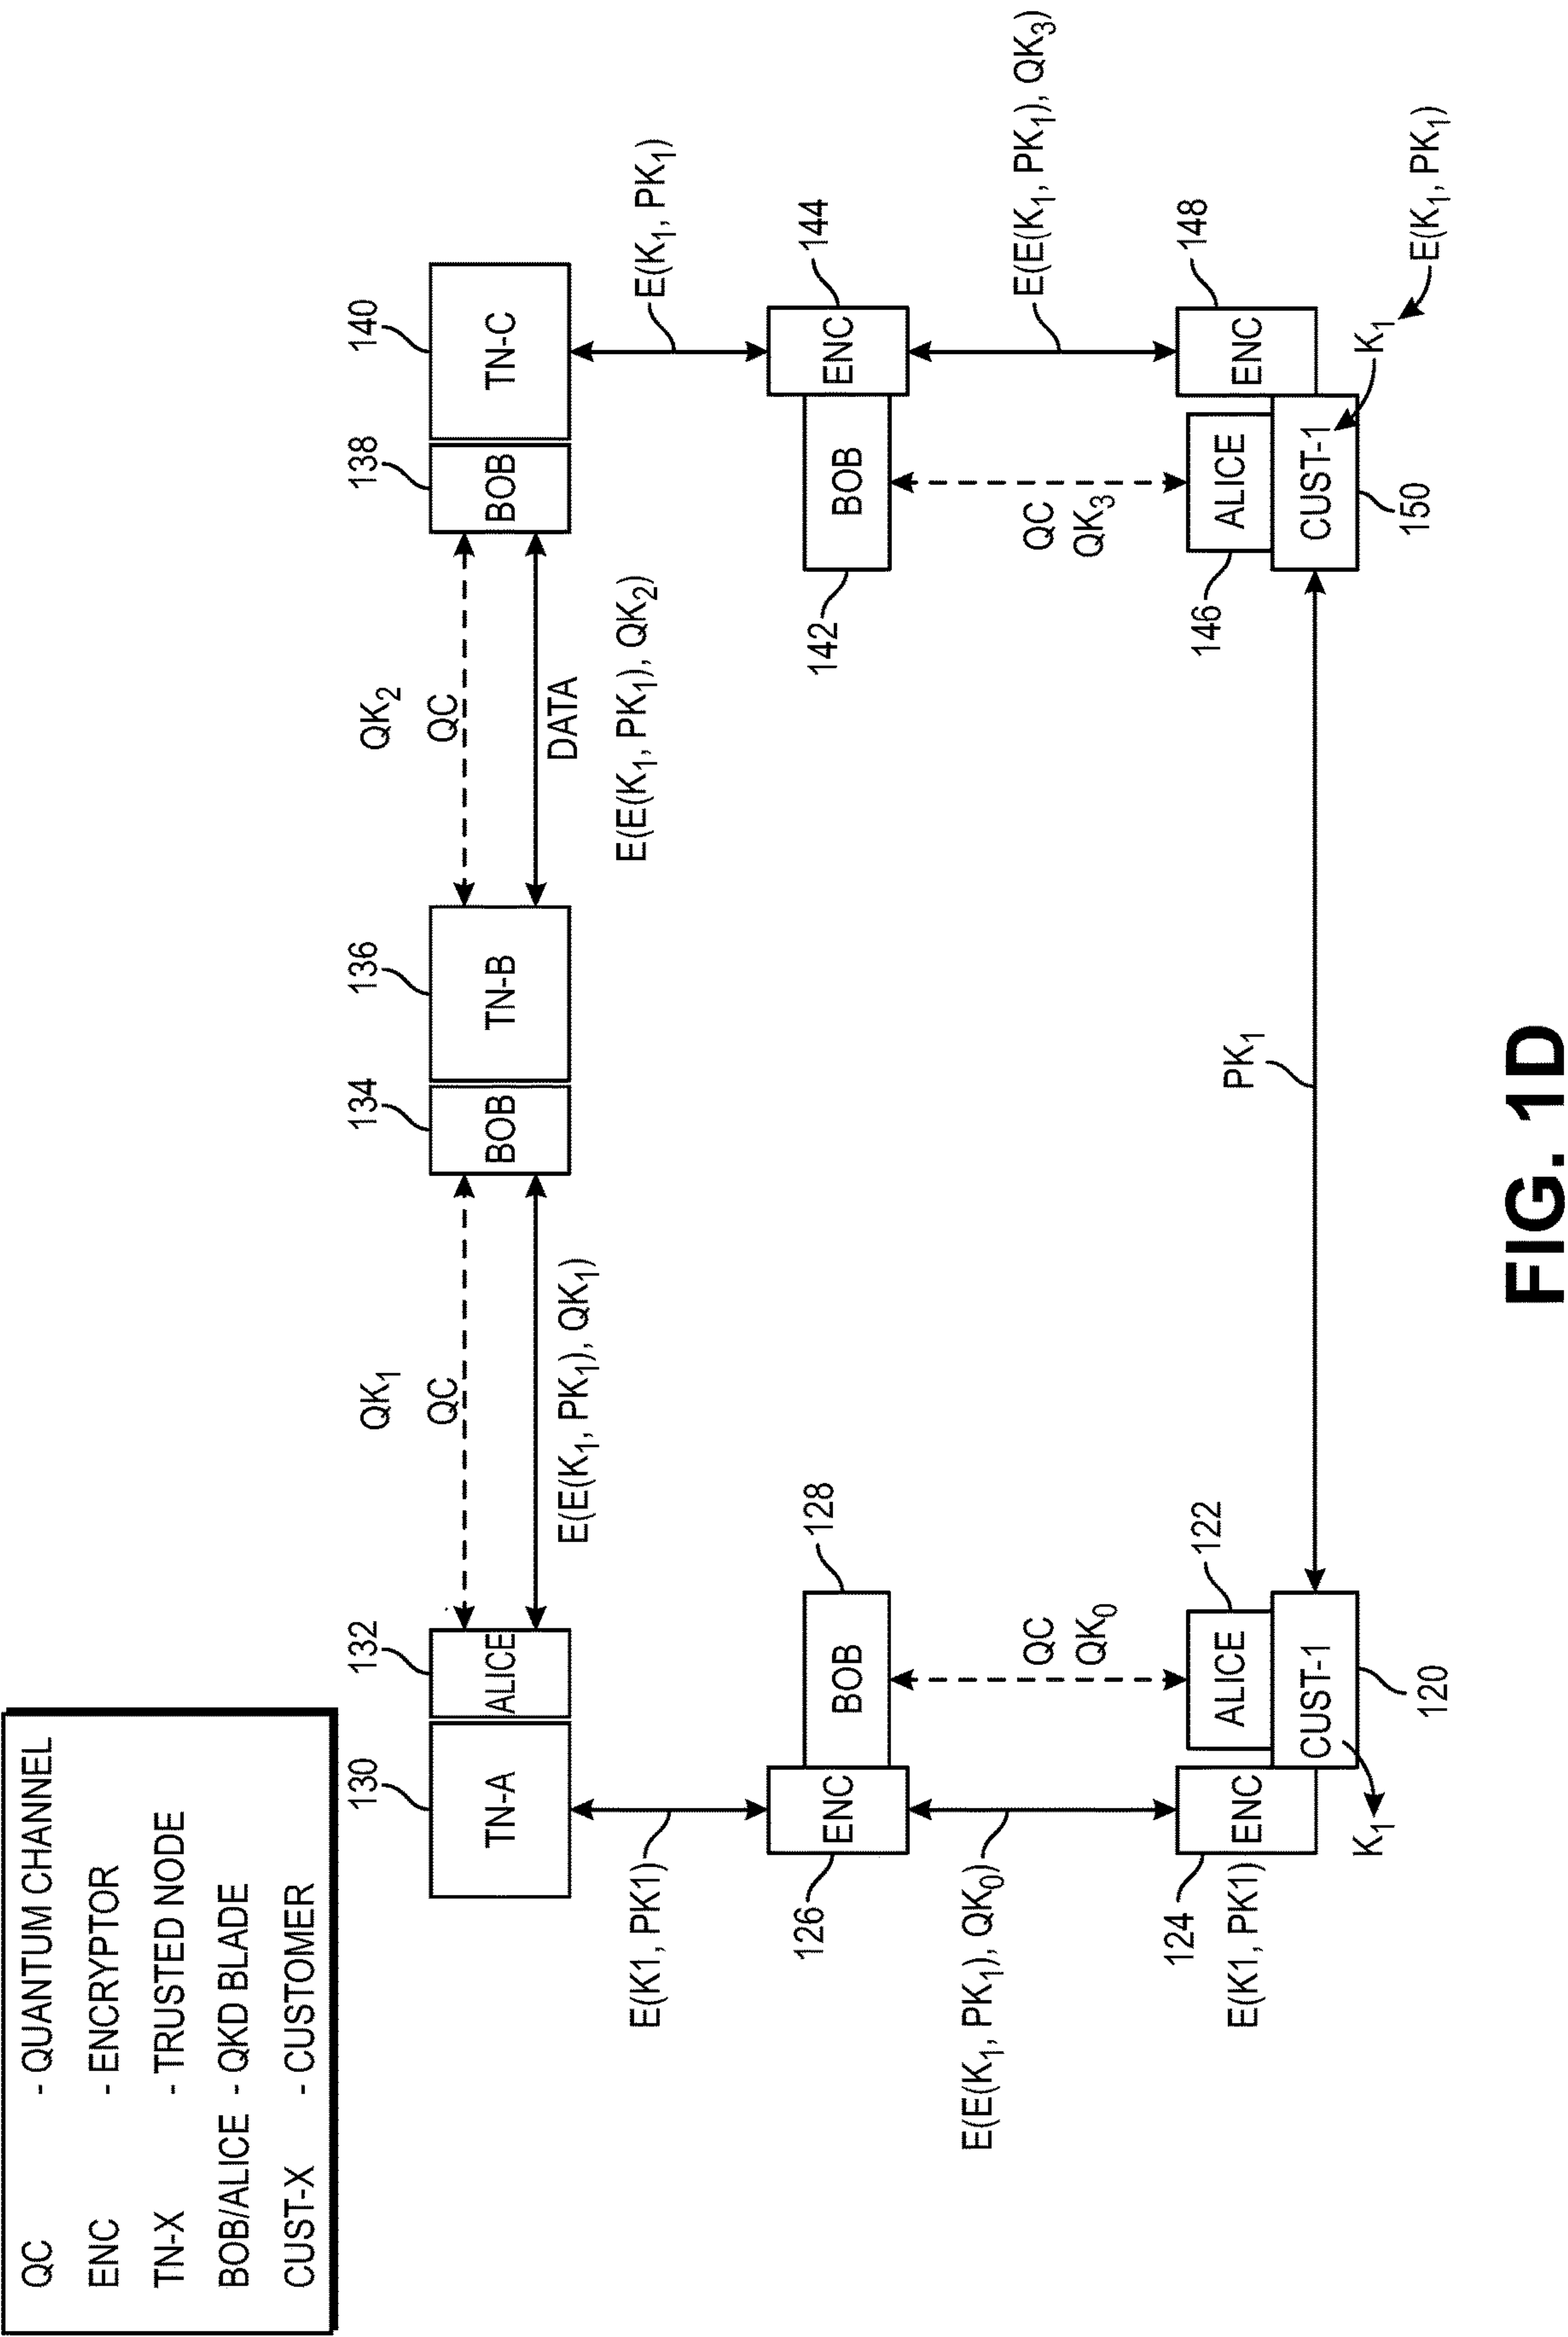 QC - QUANTUM CHANNEL
ENC - ENCRYPTOR
TN-X - TRUSTED NODE
BOB/ALICE - QKD BLADE
CUST-X - CUSTOMER
130
132
134
136
138
140
QK₁
QK₂
QC
QC
TN-A
ALICE
BOB
TN-B
BOB
TN-C
DATA
E(E(K₁, PK₁), QK₁)
E(E(K₁, PK₁), QK₂)
E(K1, PK1)
E(K₁, PK₁)
126
ENC
BOB
128
142
BOB
ENC
144
E(E(K₁, PK₁), QK₀)
QC
QK₀
QC
QK₃
E(E(K₁, PK₁), QK₃)
124
ENC
ALICE
122
146
ALICE
ENC
148
E(K1, PK1)
CUST-1
PK₁
CUST-1
K₁
120
150
K₁
E(K₁, PK₁)
FIG. 1D